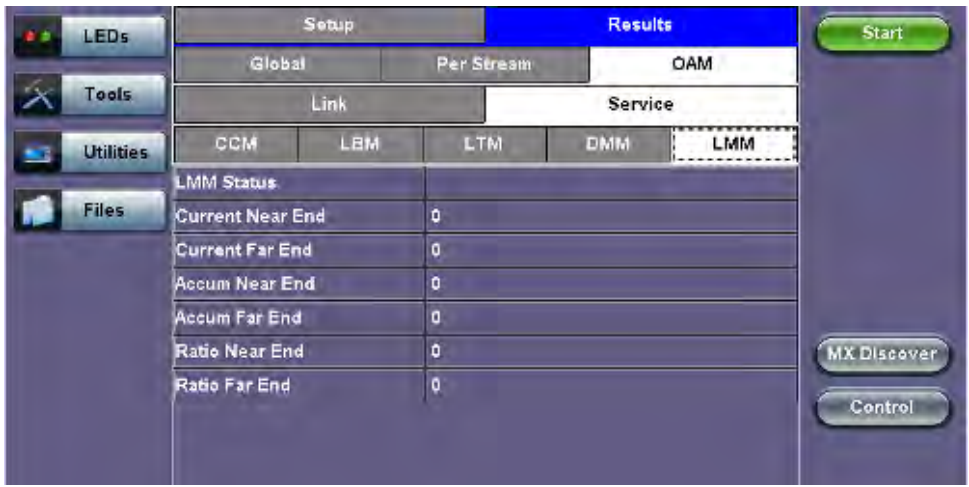 LEDs
Tools
Utilities
Files
Setup Results
Global Per Stream OAM
Link Service
CCM LBM LTM DMM LMM
LMM Status
Current Near End 0
Current Far End 0
Accum Near End 0
Accum Far End 0
Ratio Near End 0
Ratio Far End 0
Start
MX Discover
Control